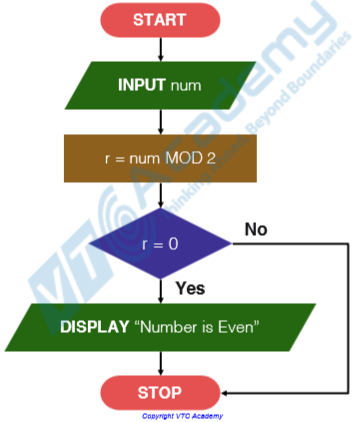 START
INPUT num
r = num MOD 2
r = 0
No
Yes
DISPLAY “Number is Even”
STOP
Copyright VTC Academy
VTC Academy
Thinking Beyond Boundaries